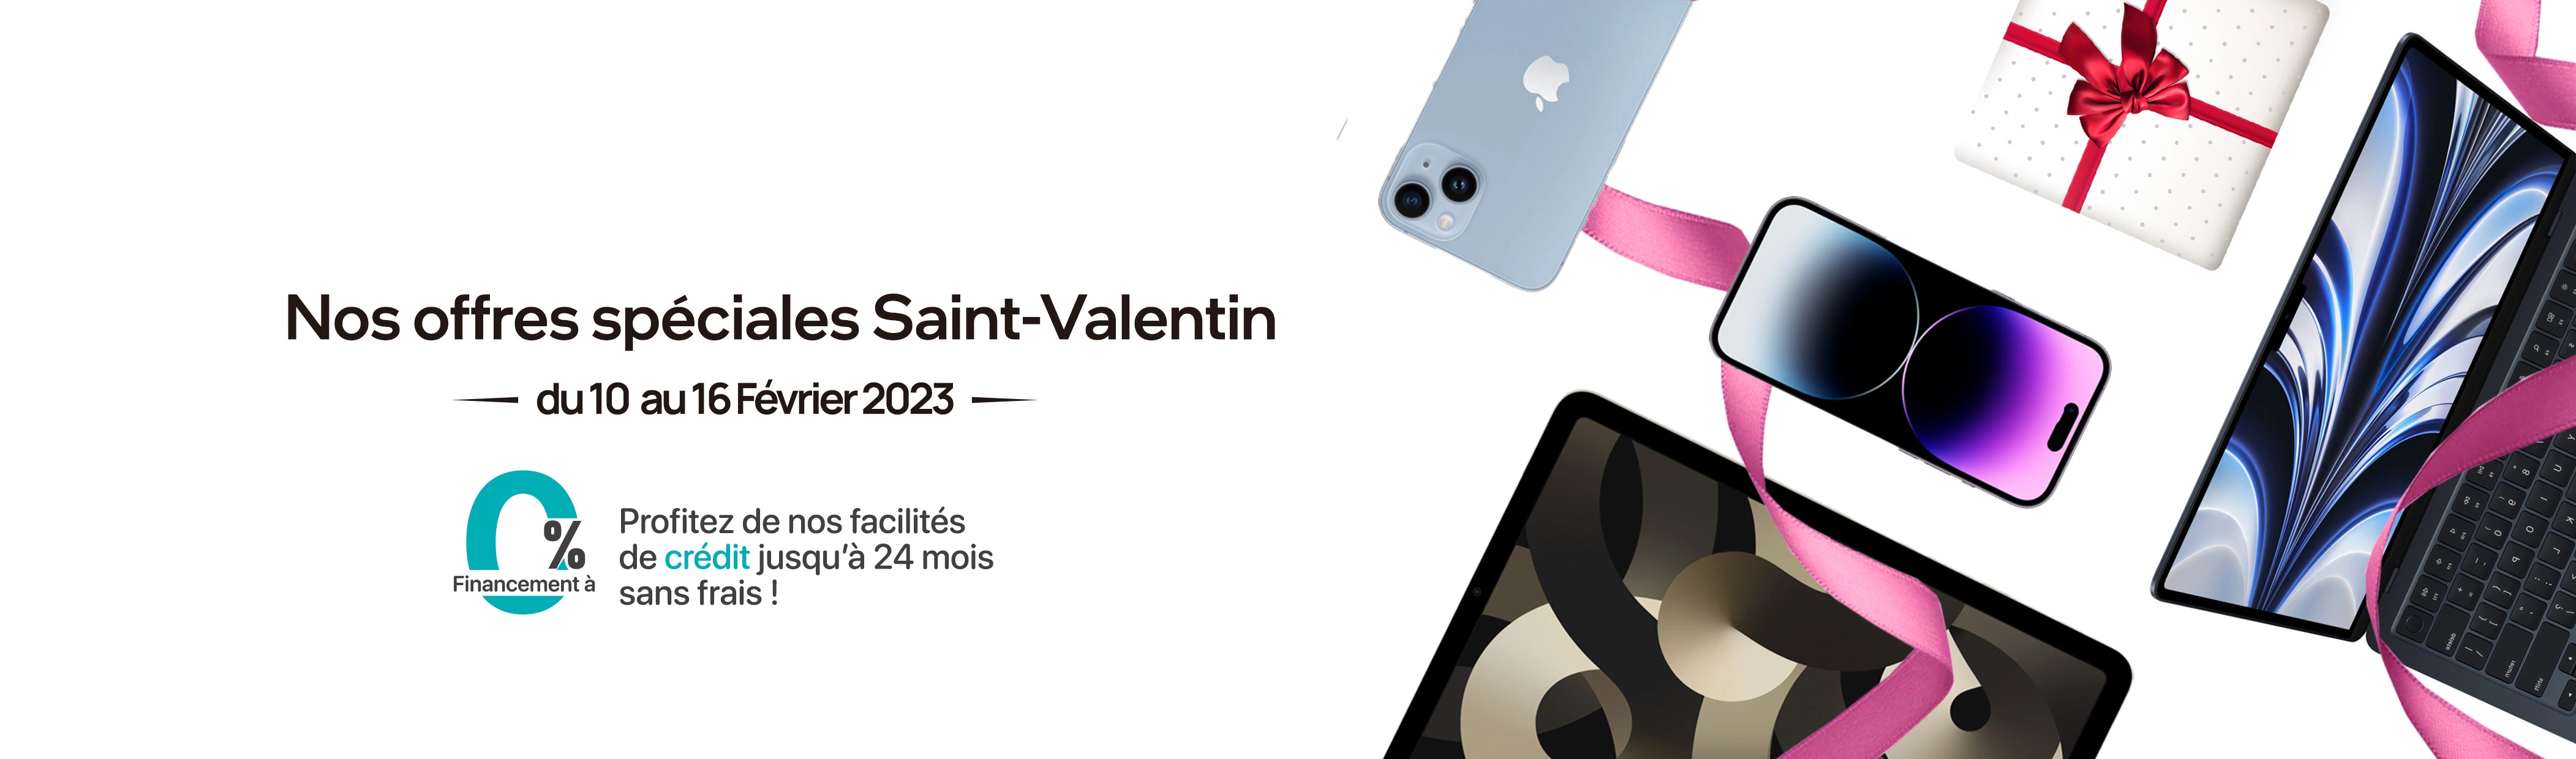 Nos offres spéciales Saint-Valentin
du 10 au 16 Février 2023
0%
Financement à
Profitez de nos facilités
de crédit jusqu'à 24 mois
sans frais !